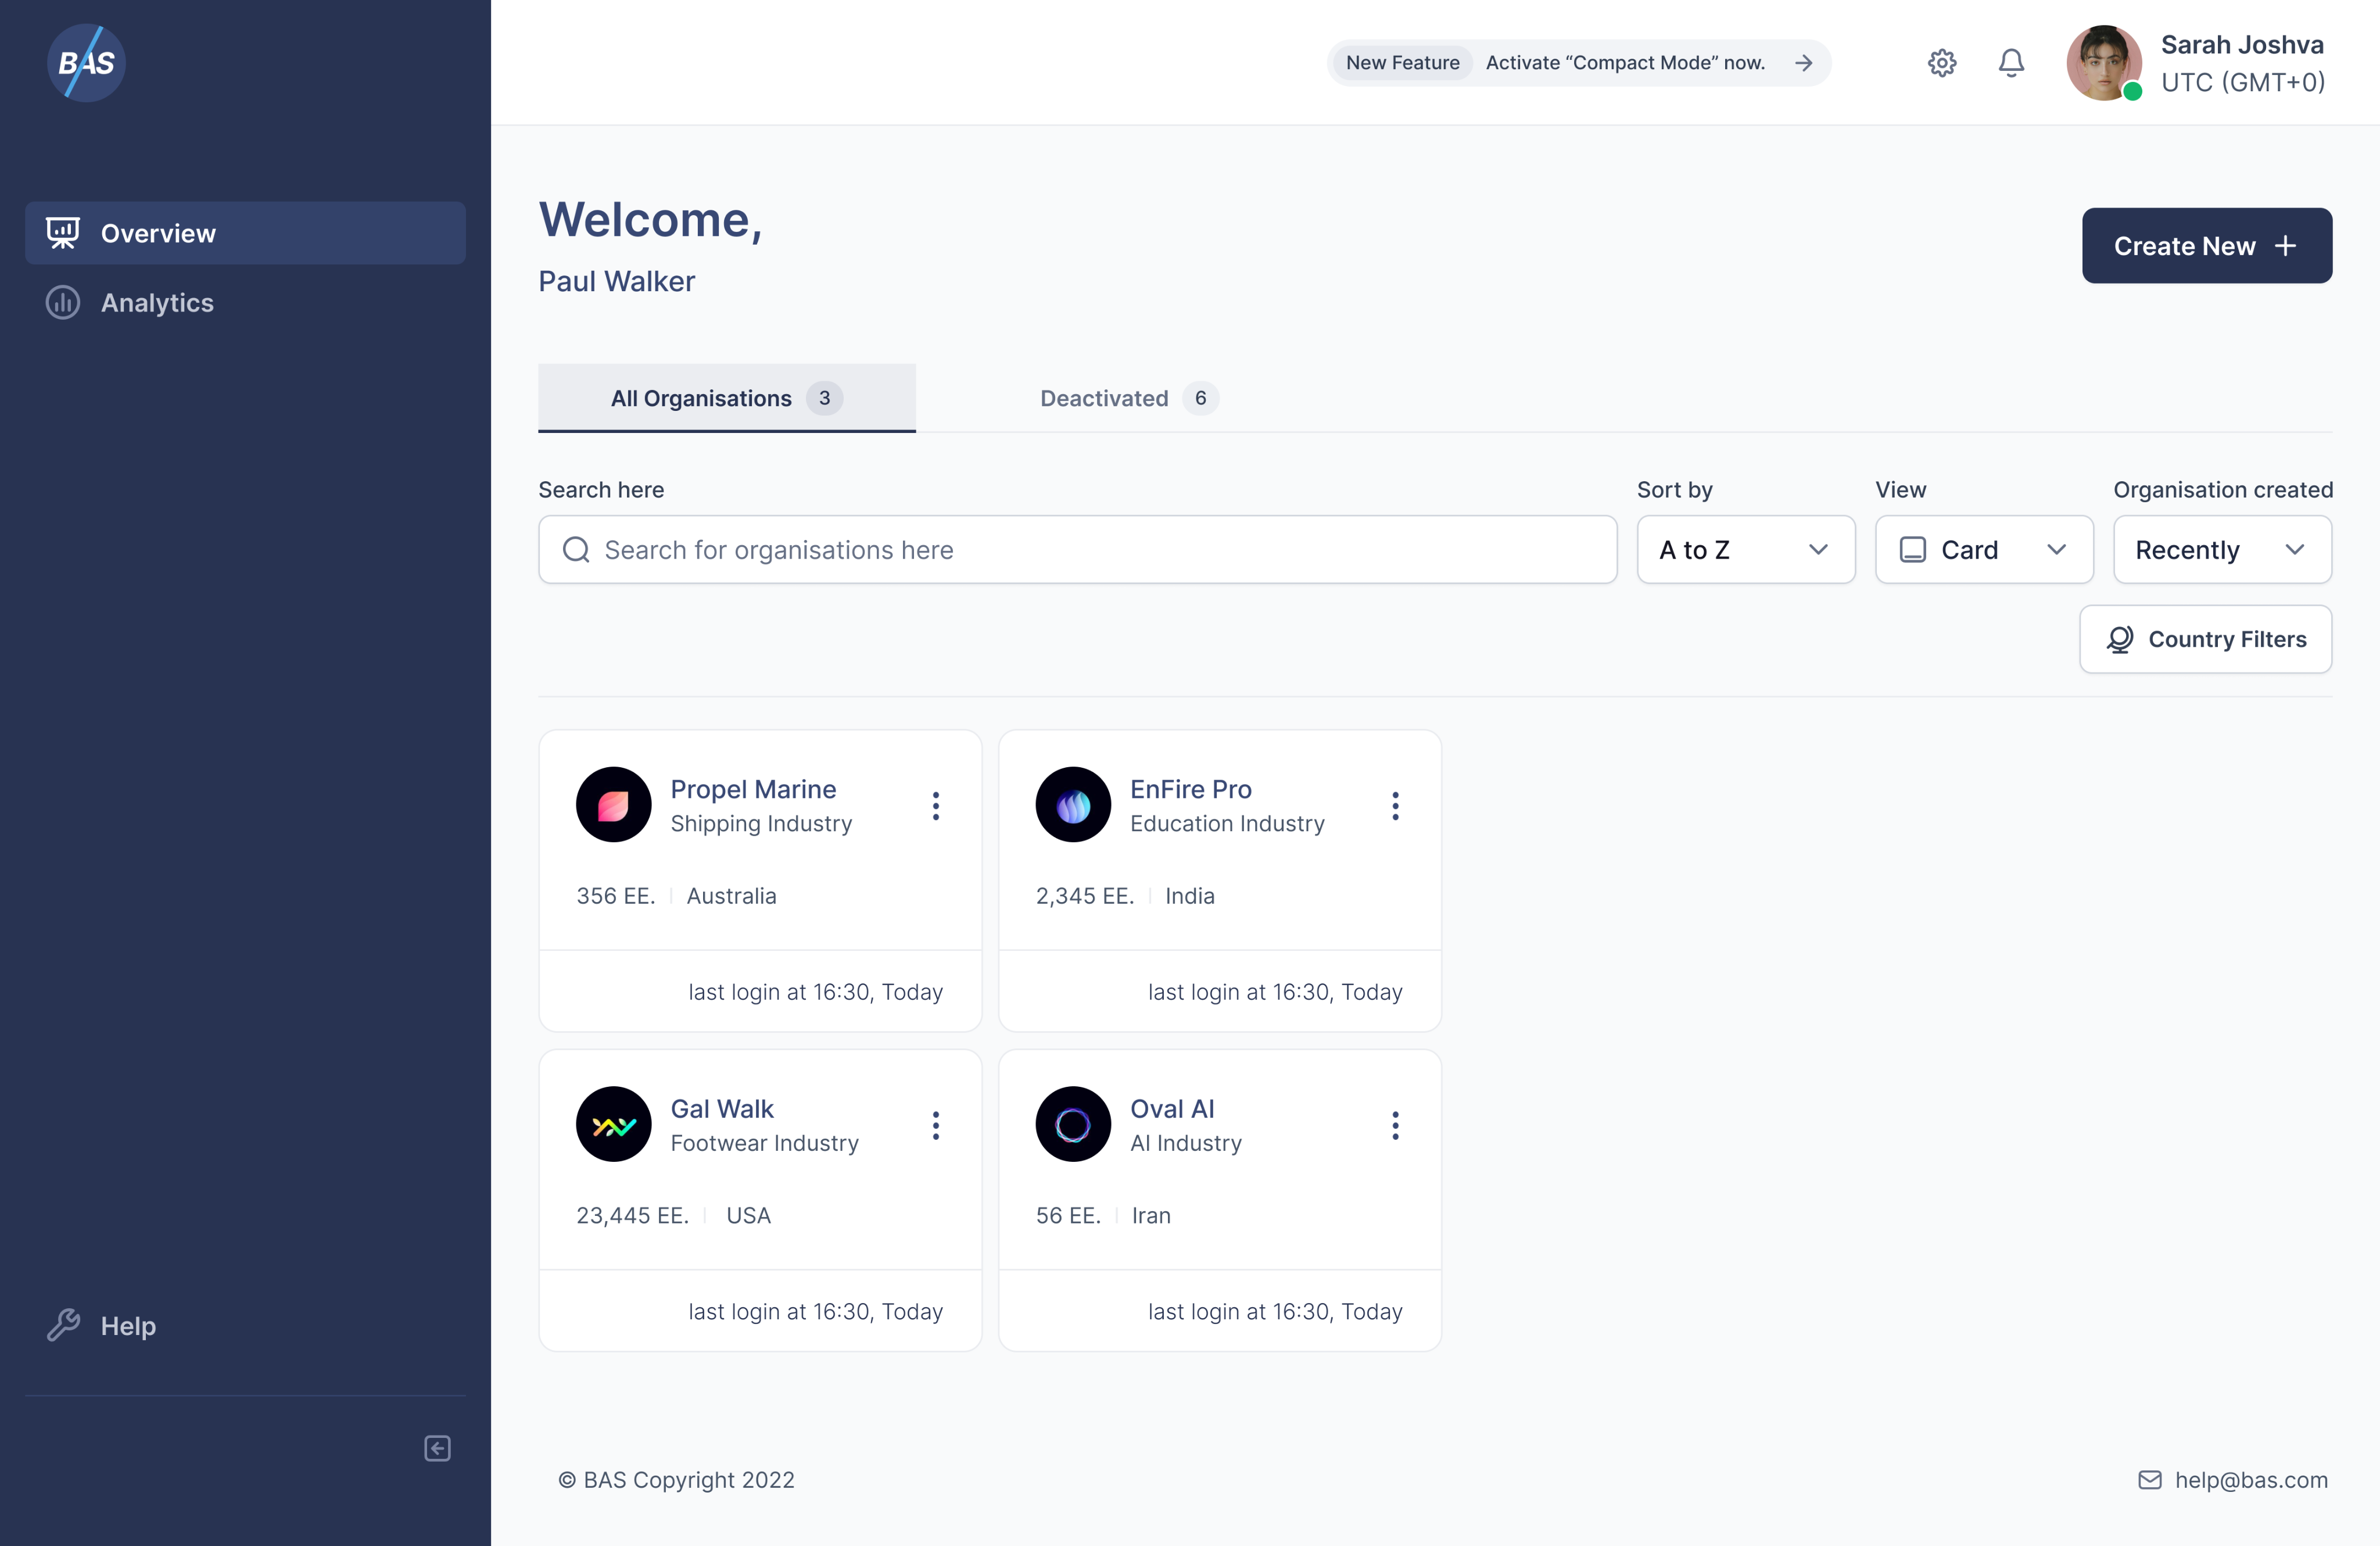 BAS
New Feature Activate “Compact Mode” now.
Sarah Joshva
UTC (GMT+0)
Overview
Analytics
Welcome,
Paul Walker
Create New
All Organisations 3
Deactivated 6
Search here
Sort by
View
Organisation created
Search for organisations here
A to Z
Card
Recently
Country Filters
Propel Marine
Shipping Industry
356 EE. Australia
last login at 16:30, Today
EnFire Pro
Education Industry
2,345 EE. India
last login at 16:30, Today
Gal Walk
Footwear Industry
23,445 EE. USA
last login at 16:30, Today
Oval AI
AI Industry
56 EE. Iran
last login at 16:30, Today
Help
© BAS Copyright 2022
help@bas.com